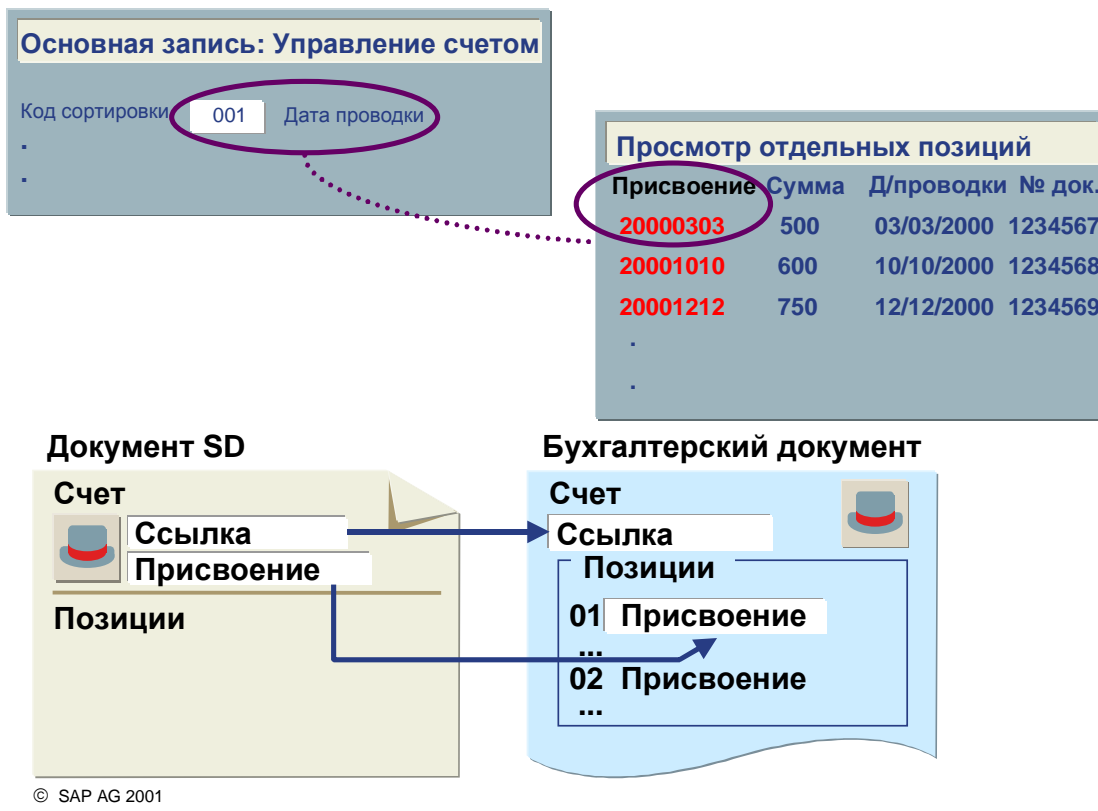 Основная запись: Управление счетом
Код сортировки 001 Дата проводки
.
.
Просмотр отдельных позиций
Присвоение Сумма Д/проводки № док.
20000303 500 03/03/2000 1234567
20001010 600 10/10/2000 1234568
20001212 750 12/12/2000 1234569
.
.
Документ SD
Счет
Ссылка
Присвоение
Позиции
Бухгалтерский документ
Счет
Ссылка
Позиции
01 Присвоение
...
02 Присвоение
...
© SAP AG 2001